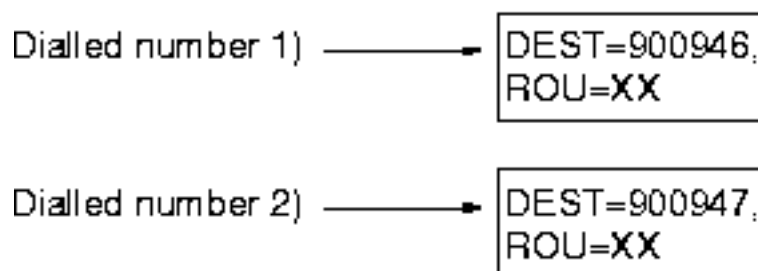 Dialled number 1)
DEST=900946,
ROU=XX
Dialled number 2)
DEST=900947,
ROU=XX